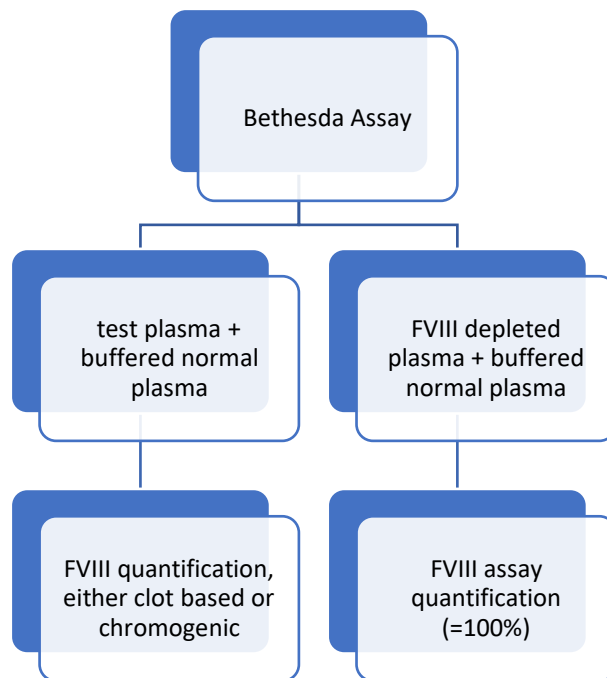 Bethesda Assay
test plasma +
buffered normal
plasma
FVIII depleted
plasma + buffered
normal plasma
FVIII quantification,
either clot based or
chromogenic
FVIII assay
quantification
(=100%)